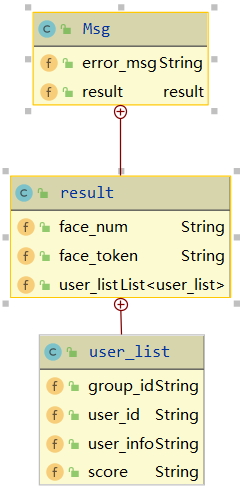 C Msg
f error_msg String
f result result
C result
f face_num String
f face_token String
f user_list List<user_list>
C user_list
f group_id String
f user_id String
f user_info String
f score String